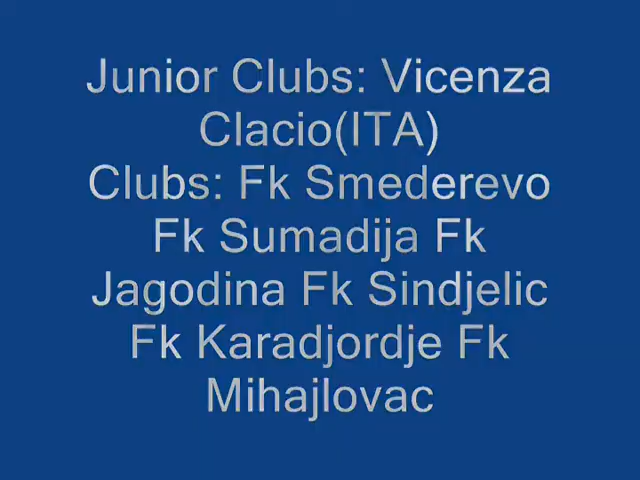 Junior Clubs: Vicenza
Clacio(ITA)
Clubs: Fk Smederevo
Fk Sumadija Fk
Jagodina Fk Sindjelic
Fk Karadjordje Fk
Mihajlovac